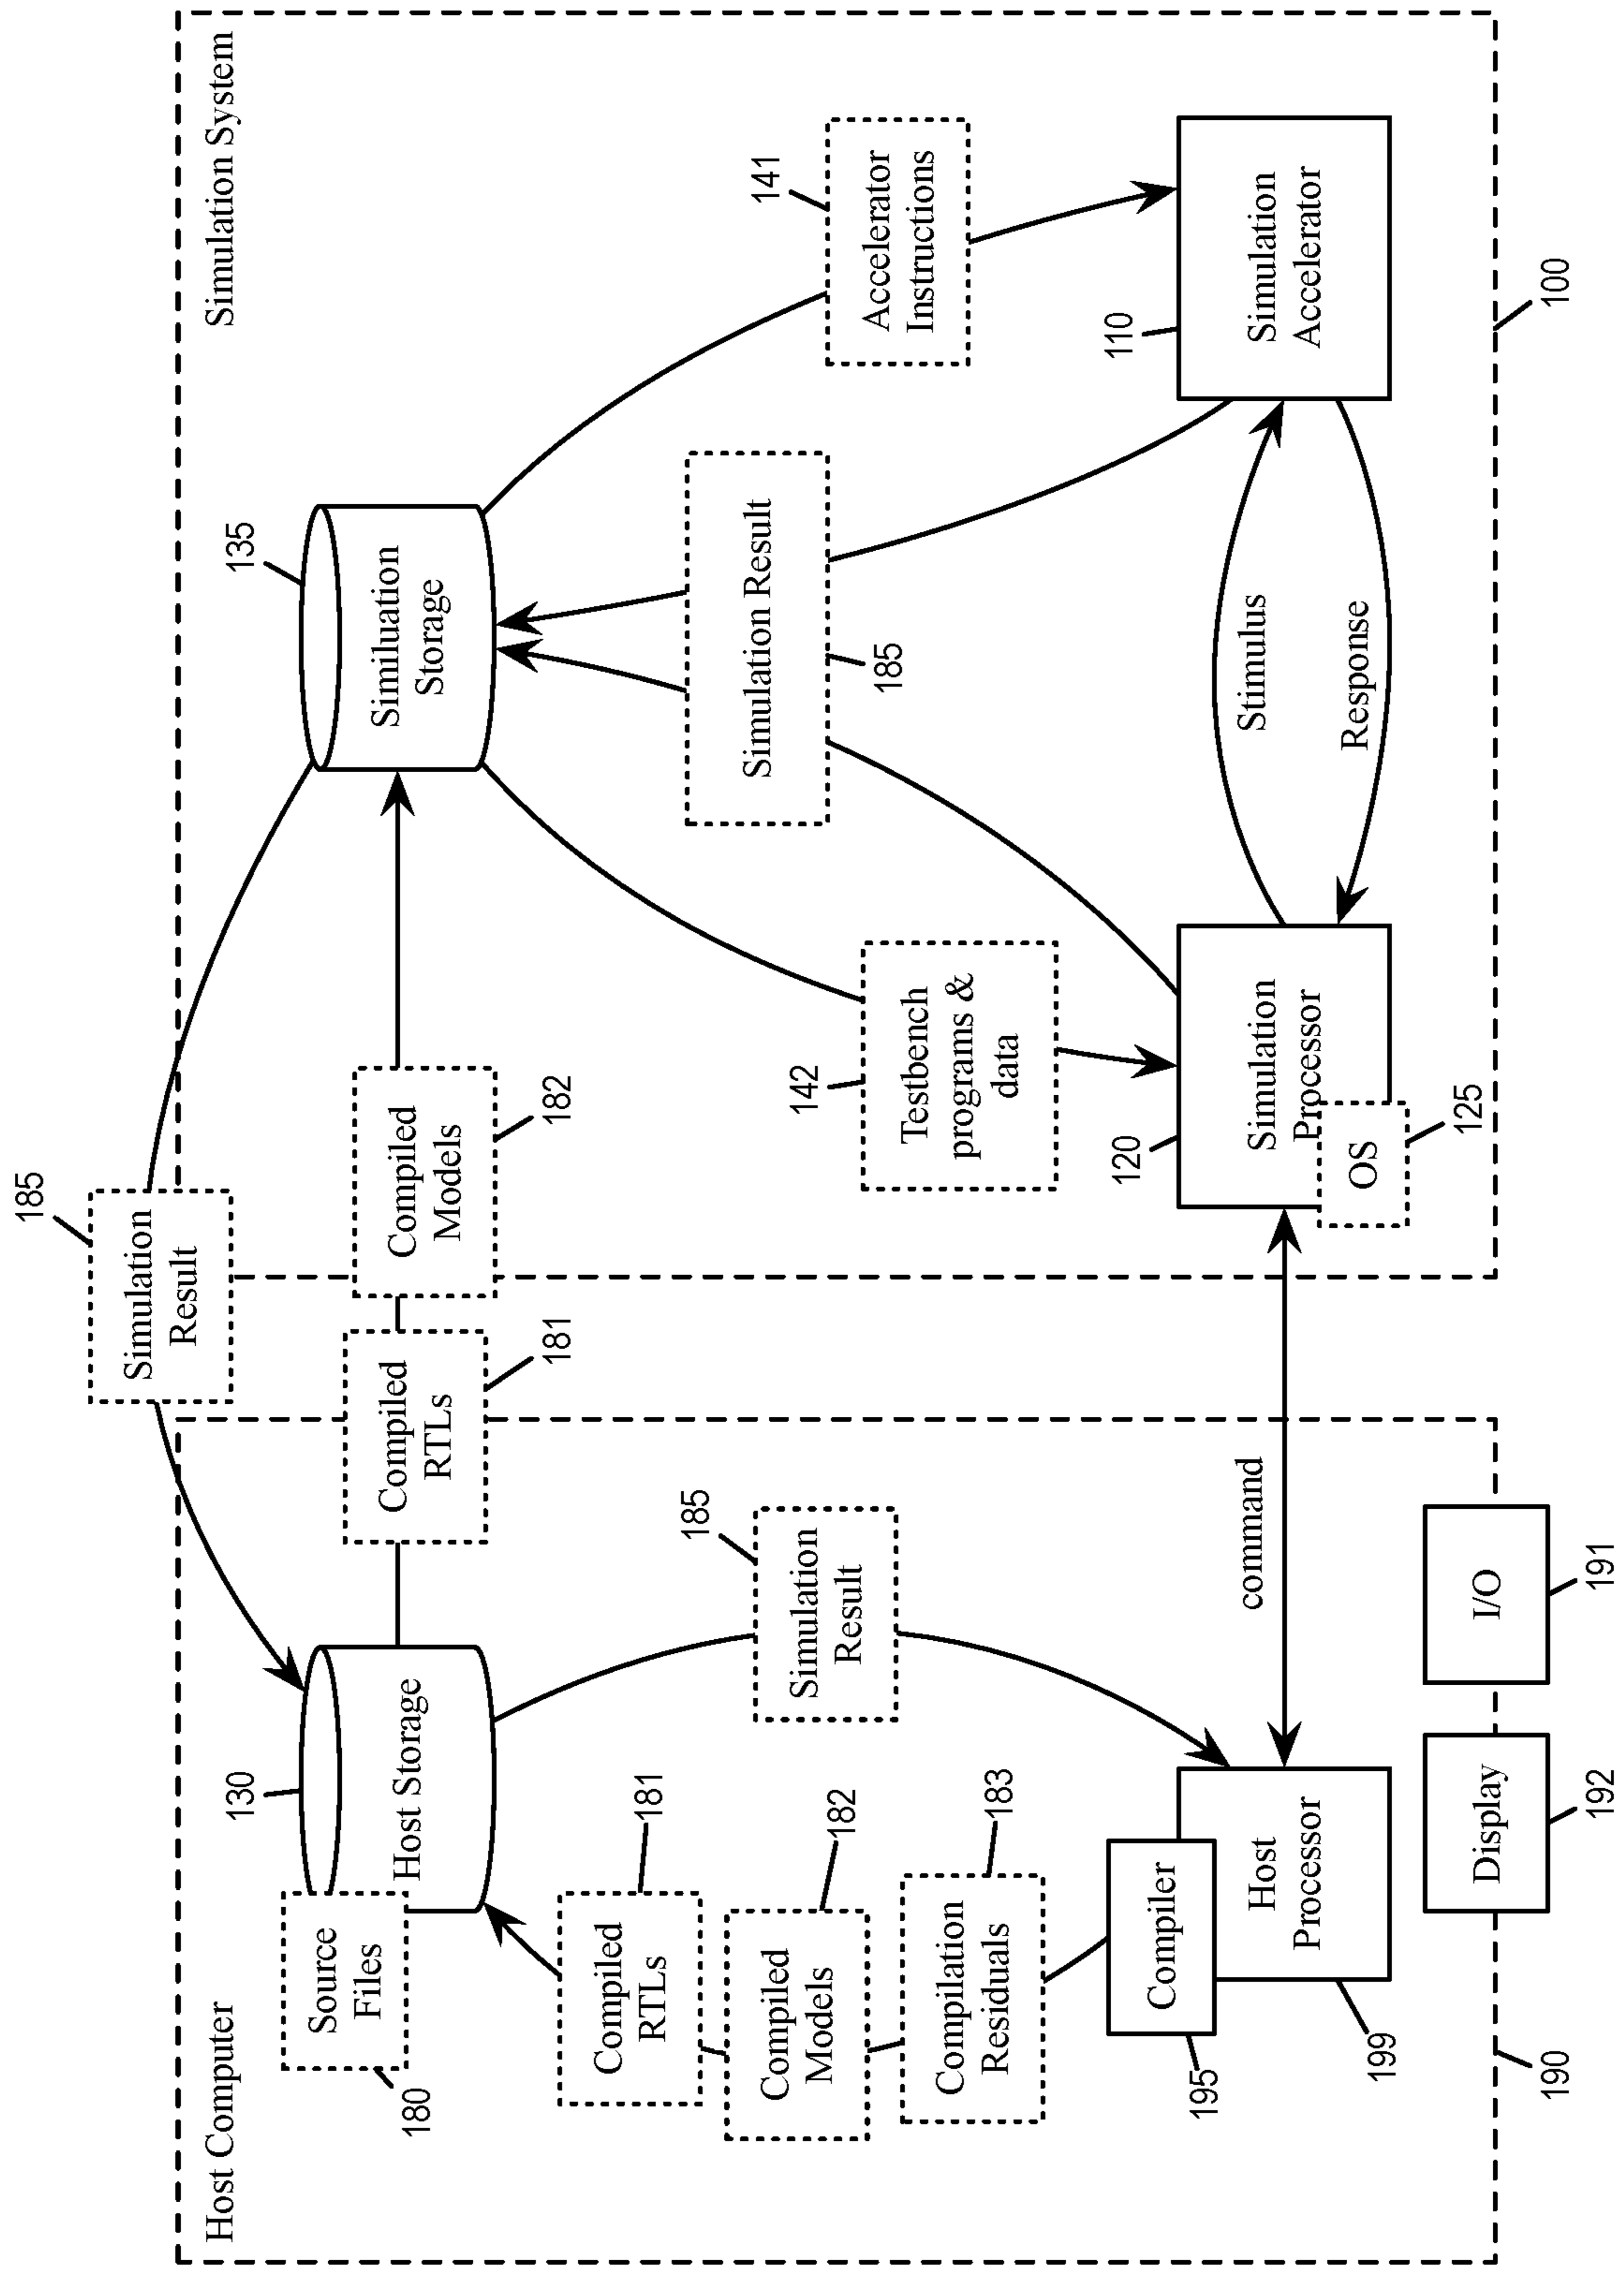 Host Computer
Simulation System
185
Simulation
Result
180
Source
Files
130
Host Storage
Compiled
RTLs
181
Compiled
Models
182
135
Similuation
Storage
Compiled
RTLs
181
Compiled
Models
182
Compilation
Residuals
183
185
Simulation
Result
142
Testbench
programs &
data
Simulation Result
185
141
Accelerator
Instructions
195
Compiler
Host
Processor
199
command
120
Simulation
Processor
OS
125
Stimulus
Response
110
Simulation
Accelerator
190
Display
192
I/O
191
100